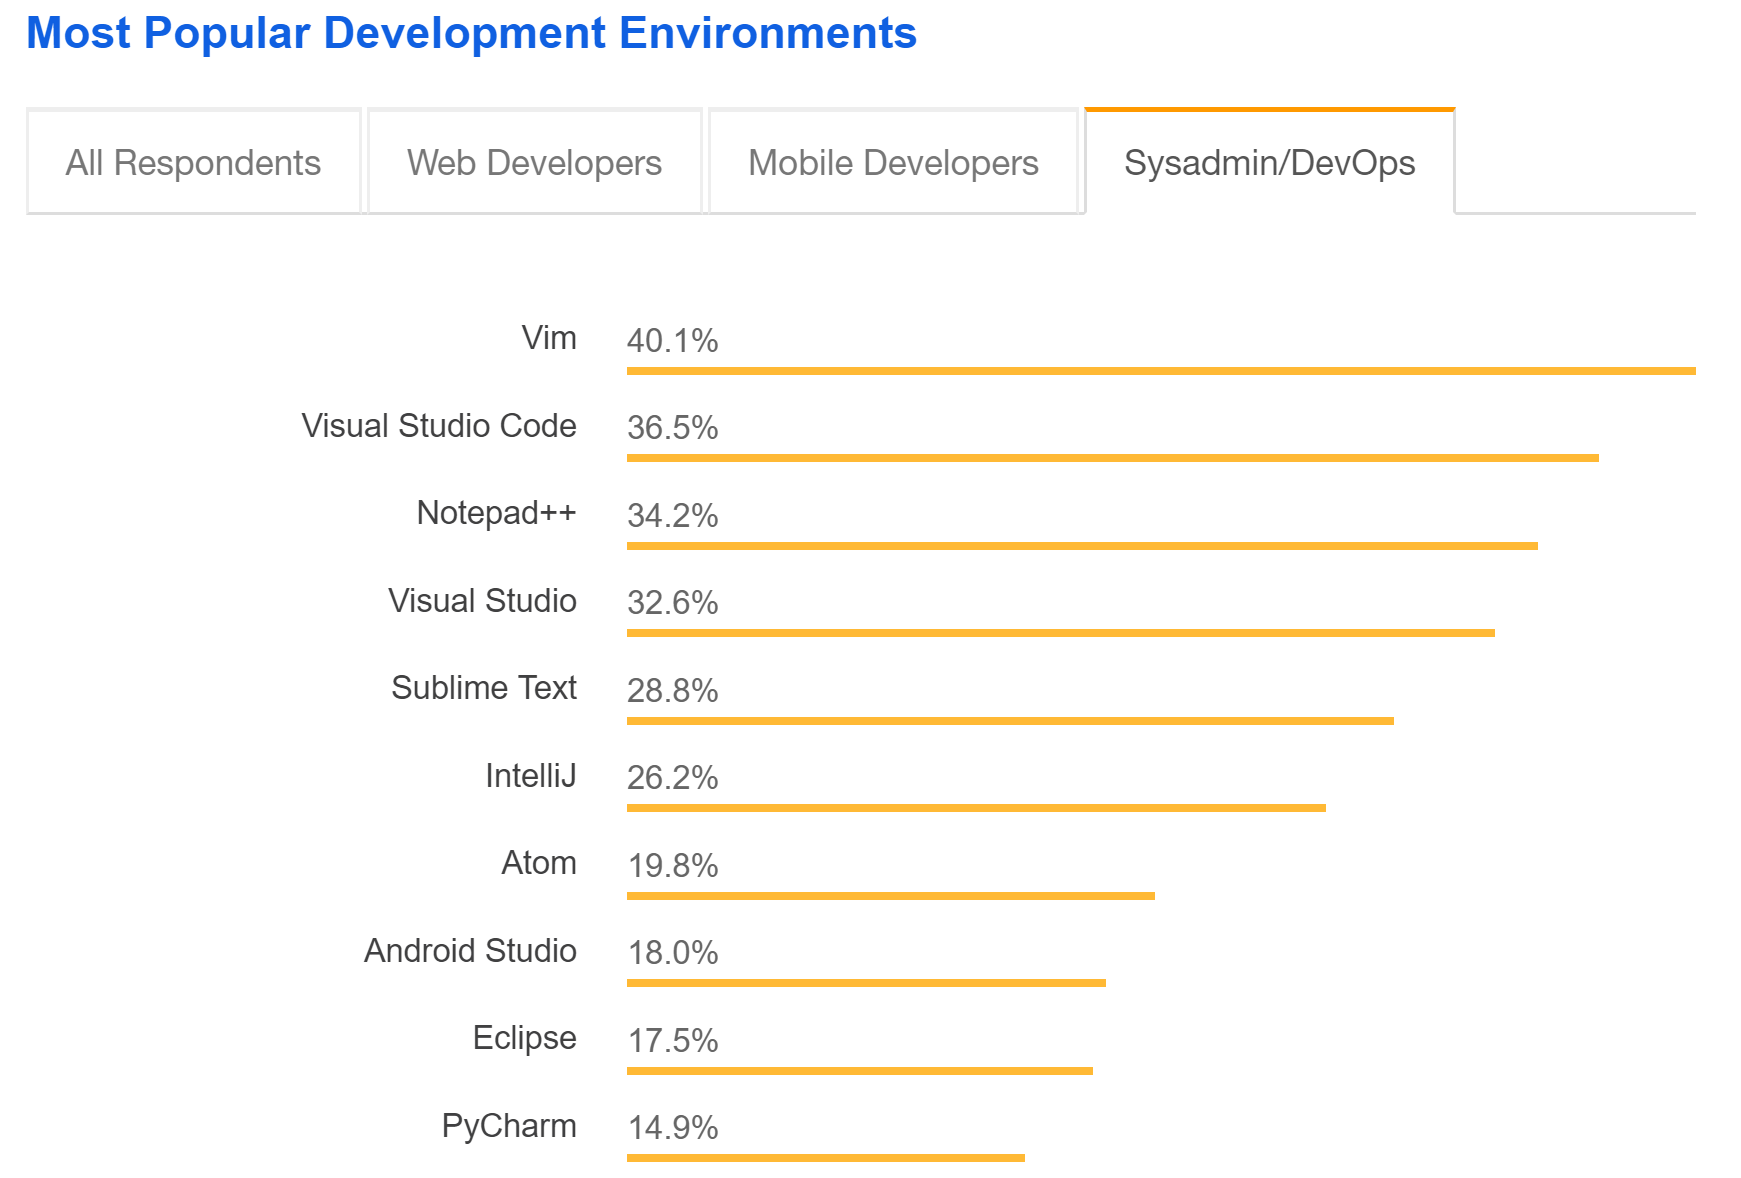 Most Popular Development Environments
All Respondents Web Developers Mobile Developers Sysadmin/DevOps
Vim 40.1%
Visual Studio Code 36.5%
Notepad++ 34.2%
Visual Studio 32.6%
Sublime Text 28.8%
IntelliJ 26.2%
Atom 19.8%
Android Studio 18.0%
Eclipse 17.5%
PyCharm 14.9%